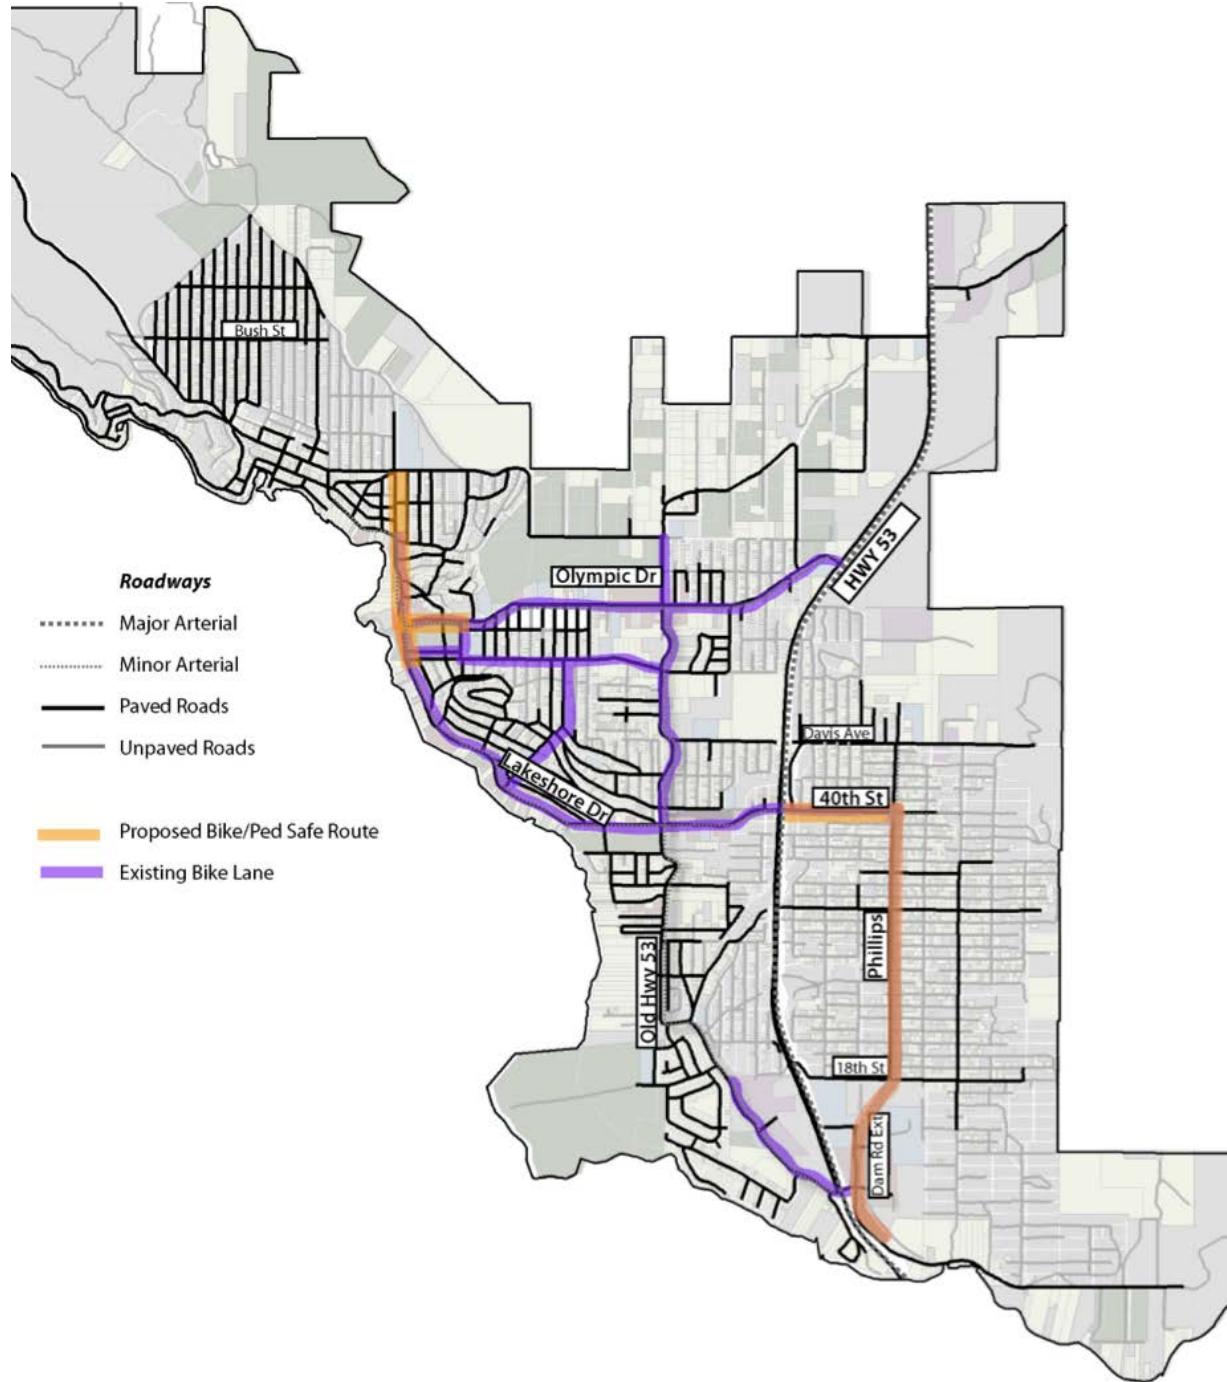 Bush St
Olympic Dr
HWY 53
Roadways
Major Arterial
Minor Arterial
Paved Roads
Unpaved Roads
Davis Ave
Lakeshore Dr
40th St
Proposed Bike/Ped Safe Route
Existing Bike Lane
Phillips
Old Hwy 53
18th St
Dam Rd Ext